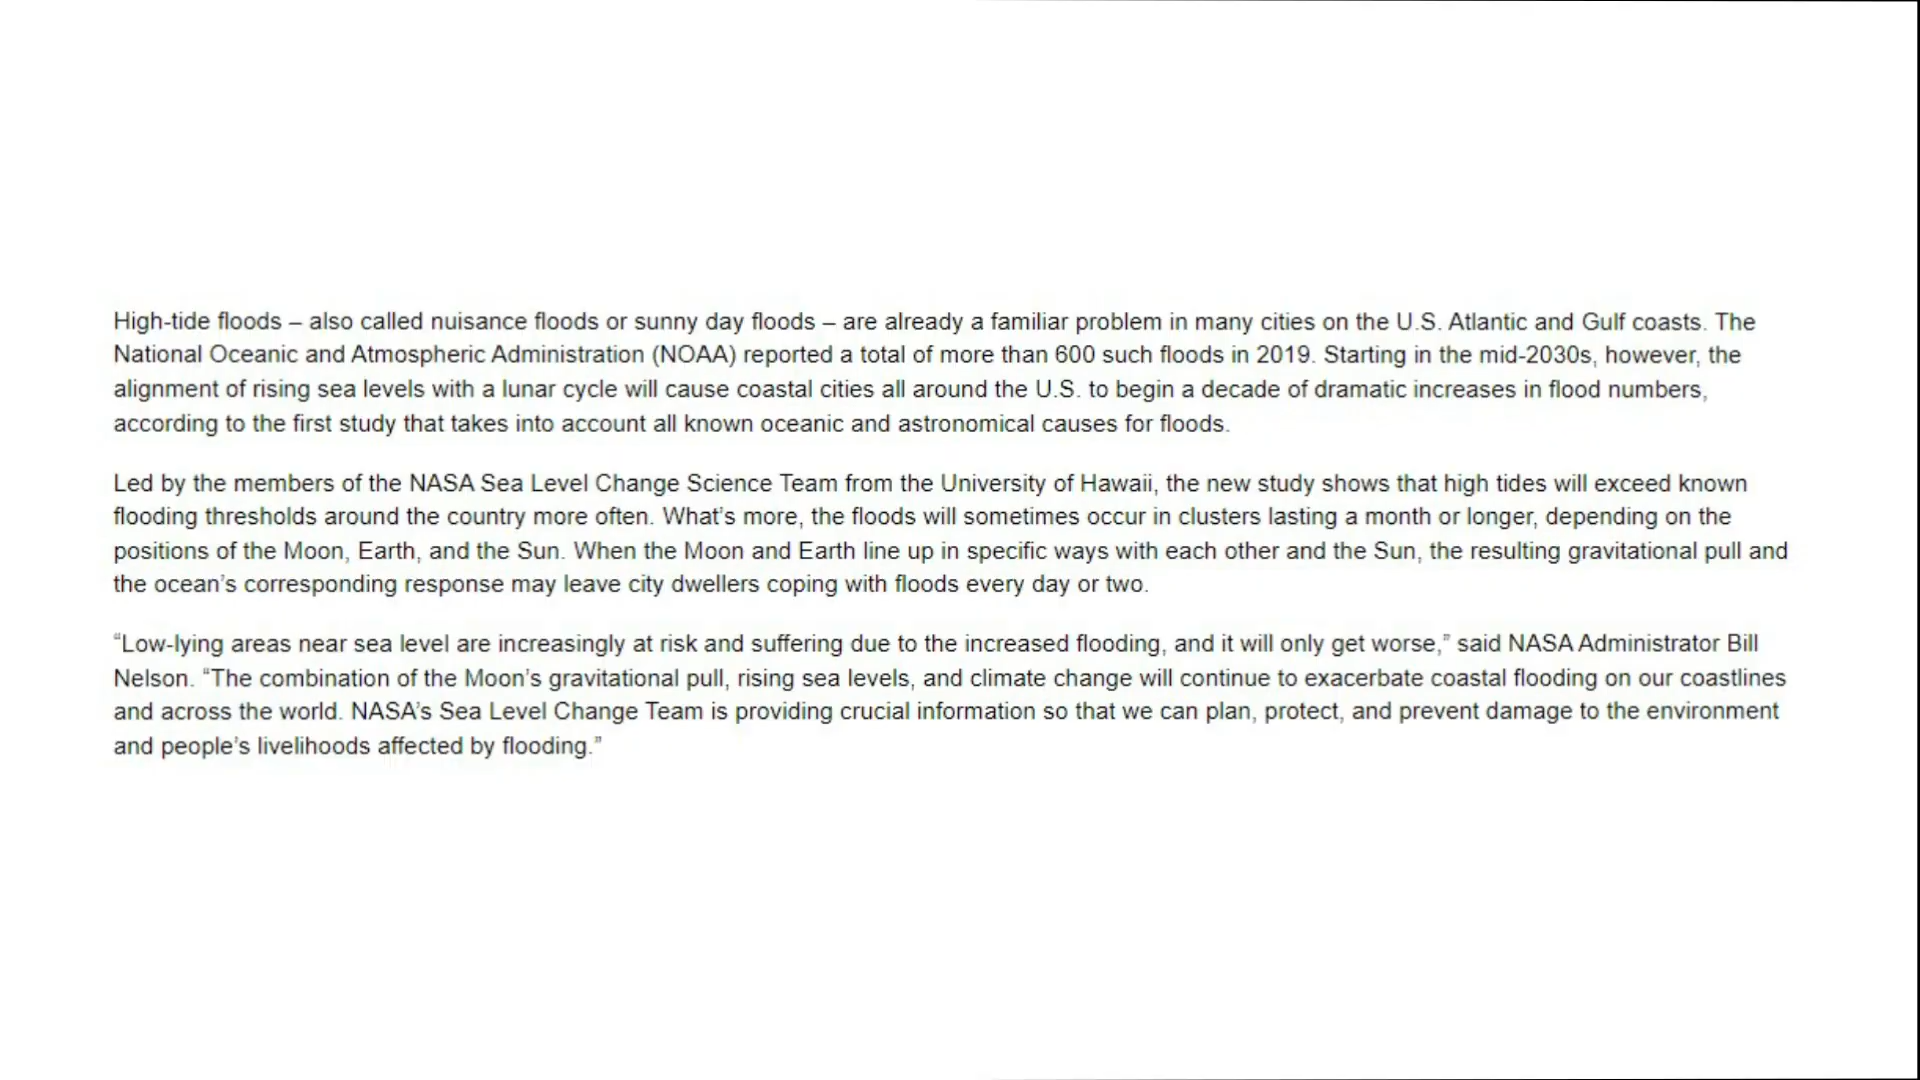 High-tide floods – also called nuisance floods or sunny day floods – are already a familiar problem in many cities on the U.S. Atlantic and Gulf coasts. The
National Oceanic and Atmospheric Administration (NOAA) reported a total of more than 600 such floods in 2019. Starting in the mid-2030s, however, the
alignment of rising sea levels with a lunar cycle will cause coastal cities all around the U.S. to begin a decade of dramatic increases in flood numbers,
according to the first study that takes into account all known oceanic and astronomical causes for floods.
Led by the members of the NASA Sea Level Change Science Team from the University of Hawaii, the new study shows that high tides will exceed known
flooding thresholds around the country more often. What’s more, the floods will sometimes occur in clusters lasting a month or longer, depending on the
positions of the Moon, Earth, and the Sun. When the Moon and Earth line up in specific ways with each other and the Sun, the resulting gravitational pull and
the ocean’s corresponding response may leave city dwellers coping with floods every day or two.
“Low-lying areas near sea level are increasingly at risk and suffering due to the increased flooding, and it will only get worse,” said NASA Administrator Bill
Nelson. “The combination of the Moon’s gravitational pull, rising sea levels, and climate change will continue to exacerbate coastal flooding on our coastlines
and across the world. NASA’s Sea Level Change Team is providing crucial information so that we can plan, protect, and prevent damage to the environment
and people’s livelihoods affected by flooding.”